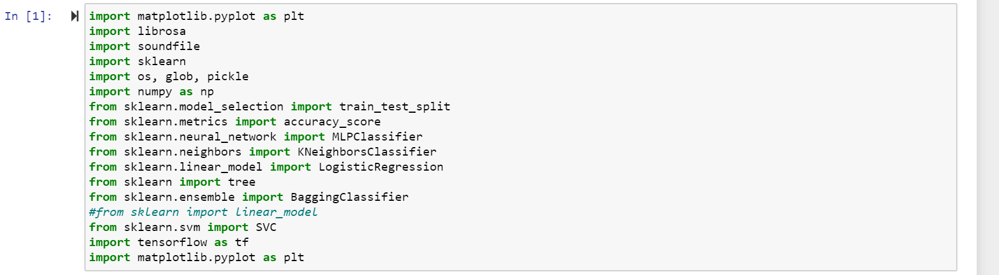 In [1]:
import matplotlib.pyplot as plt
import librosa
import soundfile
import sklearn
import os, glob, pickle
import numpy as np
from sklearn.model_selection import train_test_split
from sklearn.metrics import accuracy_score
from sklearn.neural_network import MLPClassifier
from sklearn.neighbors import KNeighborsClassifier
from sklearn.linear_model import LogisticRegression
from sklearn import tree
from sklearn.ensemble import BaggingClassifier
#from sklearn import linear_model
from sklearn.svm import SVC
import tensorflow as tf
import matplotlib.pyplot as plt